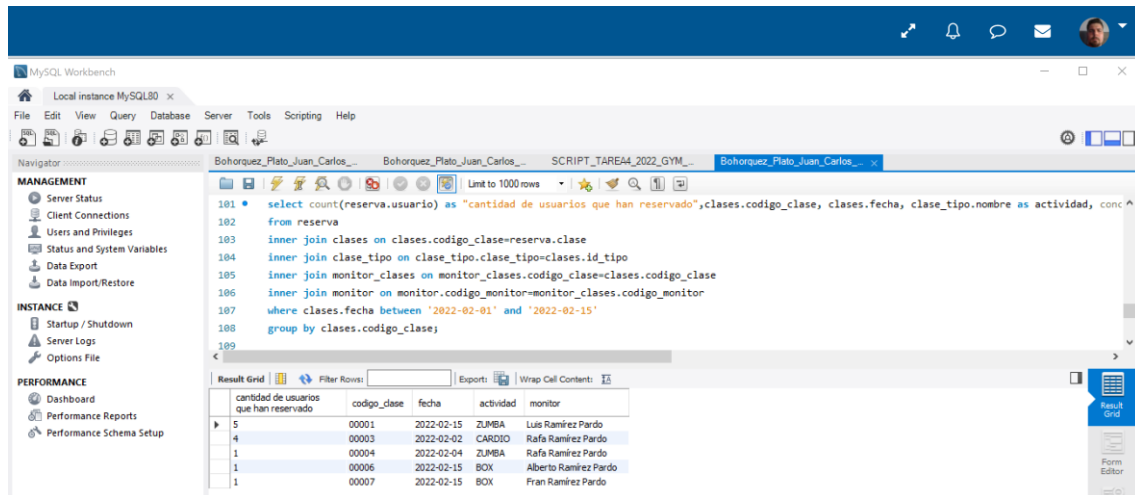 MySQL Workbench
Local instance MySQL80
File Edit View Query Database Server Tools Scripting Help
Navigator
Bohorquez_Plato_Juan_Carlos_... Bohorquez_Plato_Juan_Carlos_... SCRIPT_TAREA4_2022_GYM_... Bohorquez_Plato_Juan_Carlos_...
MANAGEMENT
Server Status
Client Connections
Users and Privileges
Status and System Variables
Data Export
Data Import/Restore
INSTANCE
Startup / Shutdown
Server Logs
Options File
PERFORMANCE
Dashboard
Performance Reports
Performance Schema Setup
Limit to 1000 rows
101 select count(reserva.usuario) as "cantidad de usuarios que han reservado",clases.codigo_clase, clases.fecha, clase_tipo.nombre as actividad, conc
102 from reserva
103 inner join clases on clases.codigo_clase=reserva.clase
104 inner join clase_tipo on clase_tipo.clase_tipo=clases.id_tipo
105 inner join monitor_clases on monitor_clases.codigo_clase=clases.codigo_clase
106 inner join monitor on monitor.codigo_monitor=monitor_clases.codigo_monitor
107 where clases.fecha between '2022-02-01' and '2022-02-15'
108 group by clases.codigo_clase;
109
Result Grid Filter Rows: Export: Wrap Cell Content:
cantidad de usuarios que han reservado codigo_clase fecha actividad monitor
5 00001 2022-02-15 ZUMBA Luis Ramírez Pardo
4 00003 2022-02-02 CARDIO Rafa Ramírez Pardo
1 00004 2022-02-04 ZUMBA Rafa Ramírez Pardo
1 00006 2022-02-15 BOX Alberto Ramírez Pardo
1 00007 2022-02-15 BOX Fran Ramírez Pardo
Result
Grid
Form
Editor